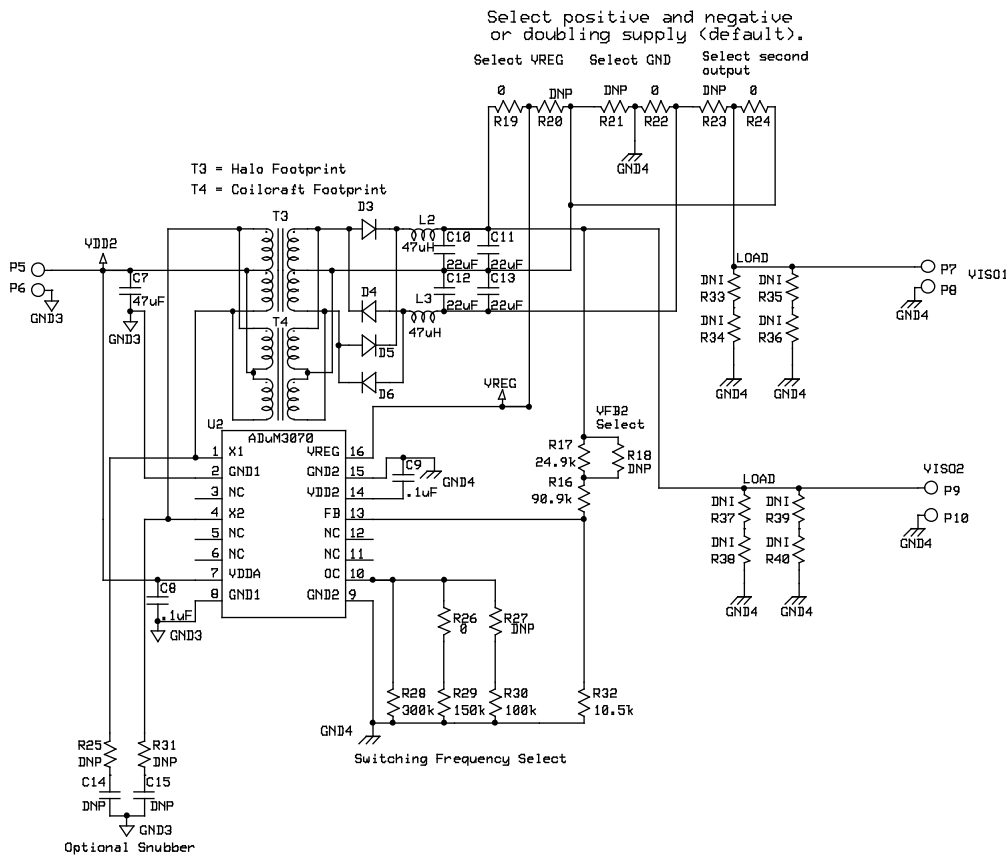 Select positive and negative
or doubling supply (default).
Select VREG
Select GND
Select second
output
0
DNP
DNP
0
DNP
0
R19
R20
R21
R22
R23
R24
GND4
T3 = Halo Footprint
T4 = Coilcraft Footprint
T3
D3
L2
47uH
C10
C11
22uF
22uF
C12
C13
22uF
22uF
D4
L3
47uH
T4
D5
D6
P5
VDD2
P6
GND3
C7
47uF
GND3
LOAD
P7
VISO1
P8
GND4
DNI
R33
DNI
R35
DNI
R34
DNI
R36
GND4
GND4
VREG
VFB2
Select
R17
24.9k
R18
DNP
R16
90.9k
U2
ADuM3070
1
X1
VREG
16
2
GND1
GND2
15
3
NC
VDD2
14
4
X2
FB
13
5
NC
NC
12
6
NC
NC
11
7
VDDA
OC
10
8
GND1
GND2
9
C9
.1uF
GND4
C8
.1uF
GND3
LOAD
VISO2
P9
P10
GND4
DNI
R37
DNI
R39
DNI
R38
DNI
R40
GND4
GND4
R26
0
R27
DNP
R28
300k
R29
150k
R30
100k
R32
10.5k
GND4
Switching Frequency Select
R25
DNP
R31
DNP
C14
DNP
C15
DNP
GND3
Optional Snubber